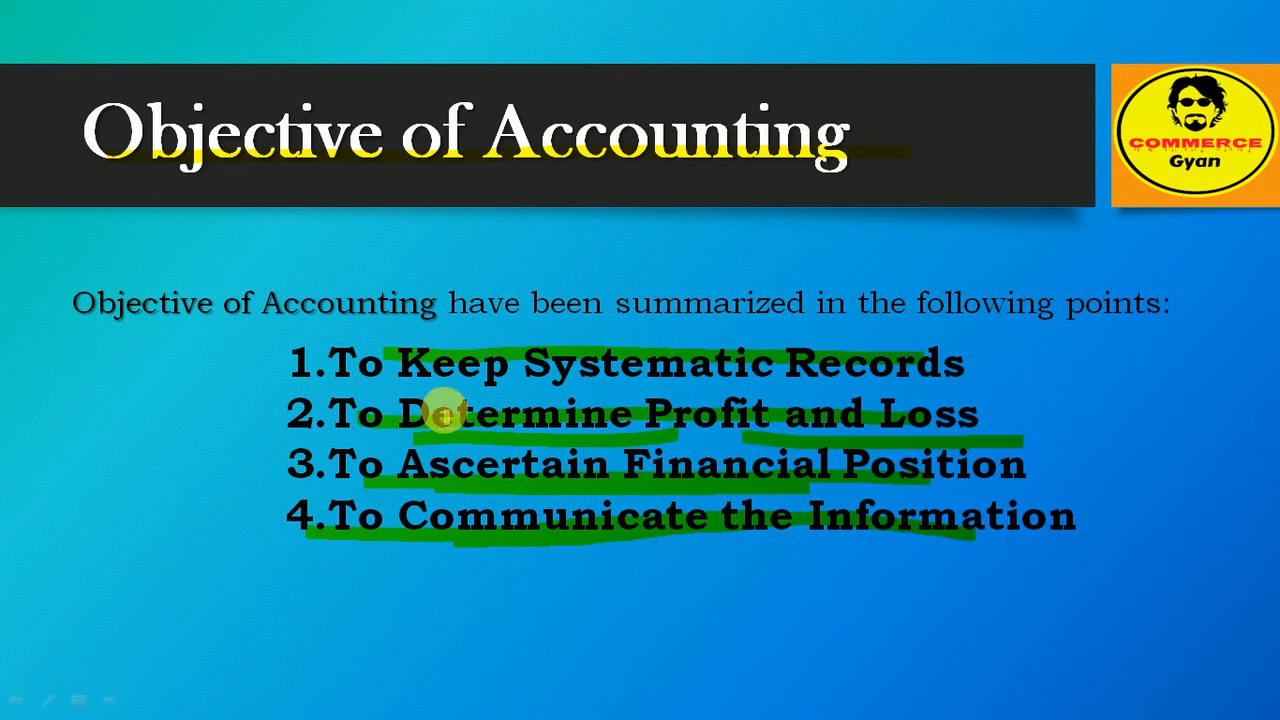 Objective of Accounting
COMMERCE
Gyan
Objective of Accounting have been summarized in the following points:
1.To Keep Systematic Records
2.To Determine Profit and Loss
3.To Ascertain Financial Position
4.To Communicate the Information